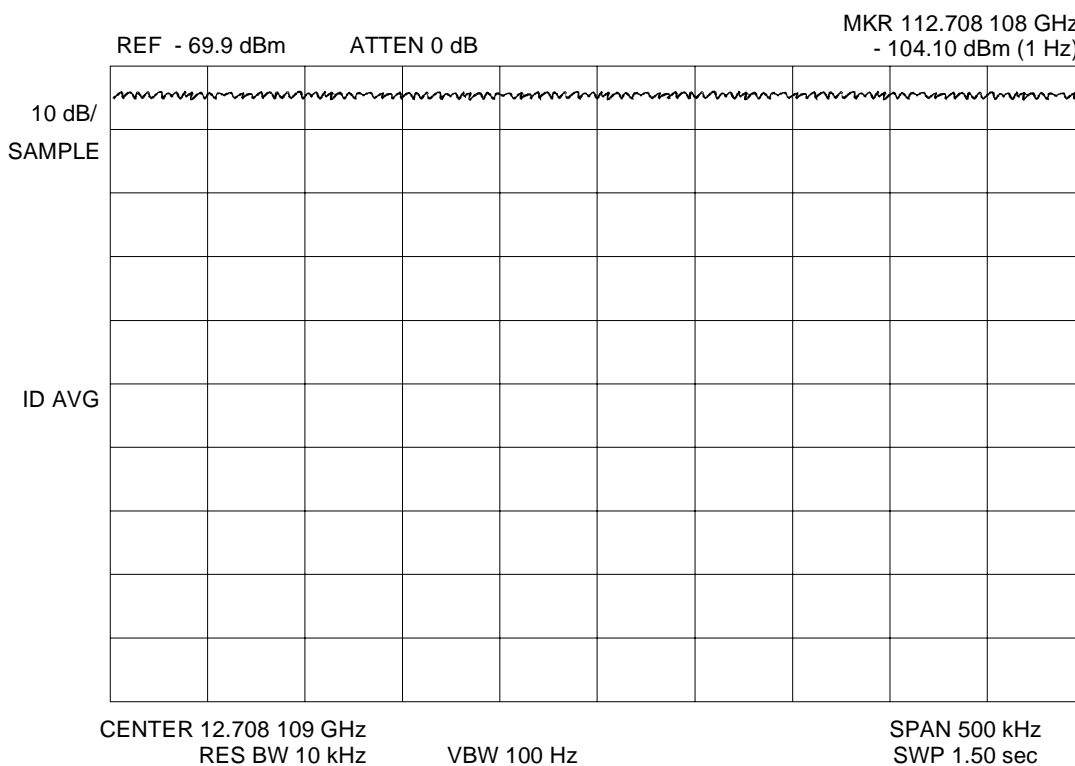 MKR 112.708 108 GHz
REF - 69.9 dBm ATTEN 0 dB - 104.10 dBm (1 Hz)
10 dB/
SAMPLE
ID AVG
CENTER 12.708 109 GHz SPAN 500 kHz
RES BW 10 kHz VBW 100 Hz SWP 1.50 sec